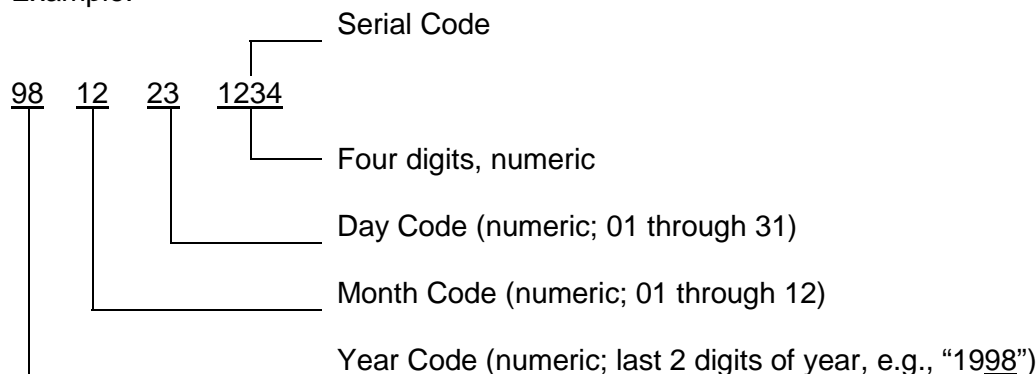 Serial Code
98 12 23 1234
Four digits, numeric
Day Code (numeric; 01 through 31)
Month Code (numeric; 01 through 12)
Year Code (numeric; last 2 digits of year, e.g., “1998”)